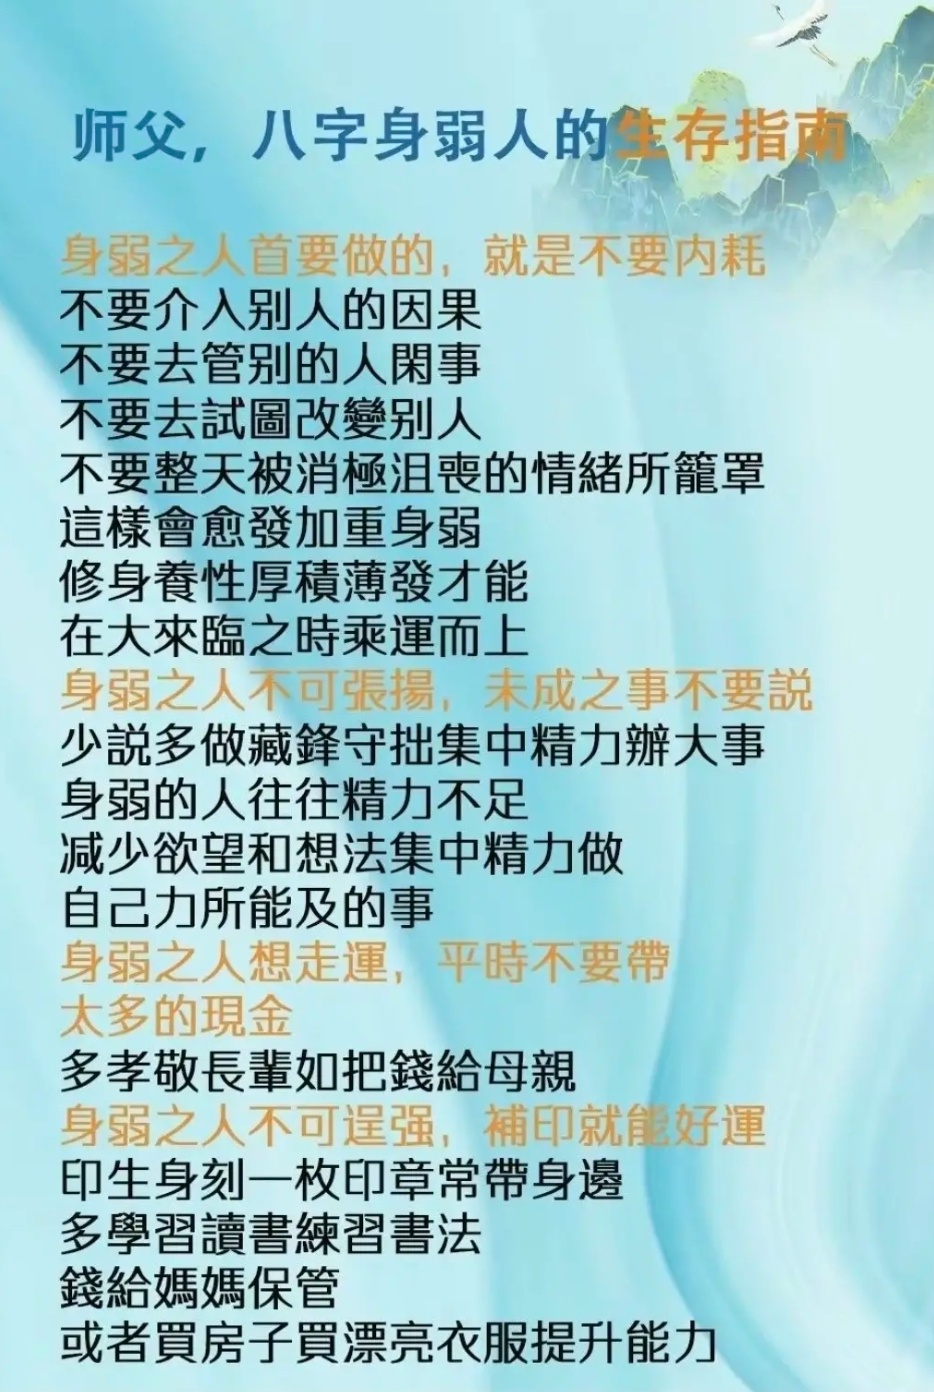 师父，八字身弱人的生存指南
身弱之人首要做的，就是不要内耗
不要介入别人的因果
不要去管别的人閑事
不要去試圖改變别人
不要整天被消極沮喪的情緒所籠罩
這樣會愈發加重身弱
修身養性厚積薄發才能
在大來臨之時乘運而上
身弱之人不可張揚，未成之事不要説
少説多做藏鋒守拙集中精力辦大事
身弱的人往往精力不足
减少欲望和想法集中精力做
自己力所能及的事
身弱之人想走運，平時不要帶
太多的現金
多孝敬長輩如把錢給母親
身弱之人不可逞强，補印就能好運
印生身刻一枚印章常帶身邊
多學習讀書練習書法
錢給媽媽保管
或者買房子買漂亮衣服提升能力